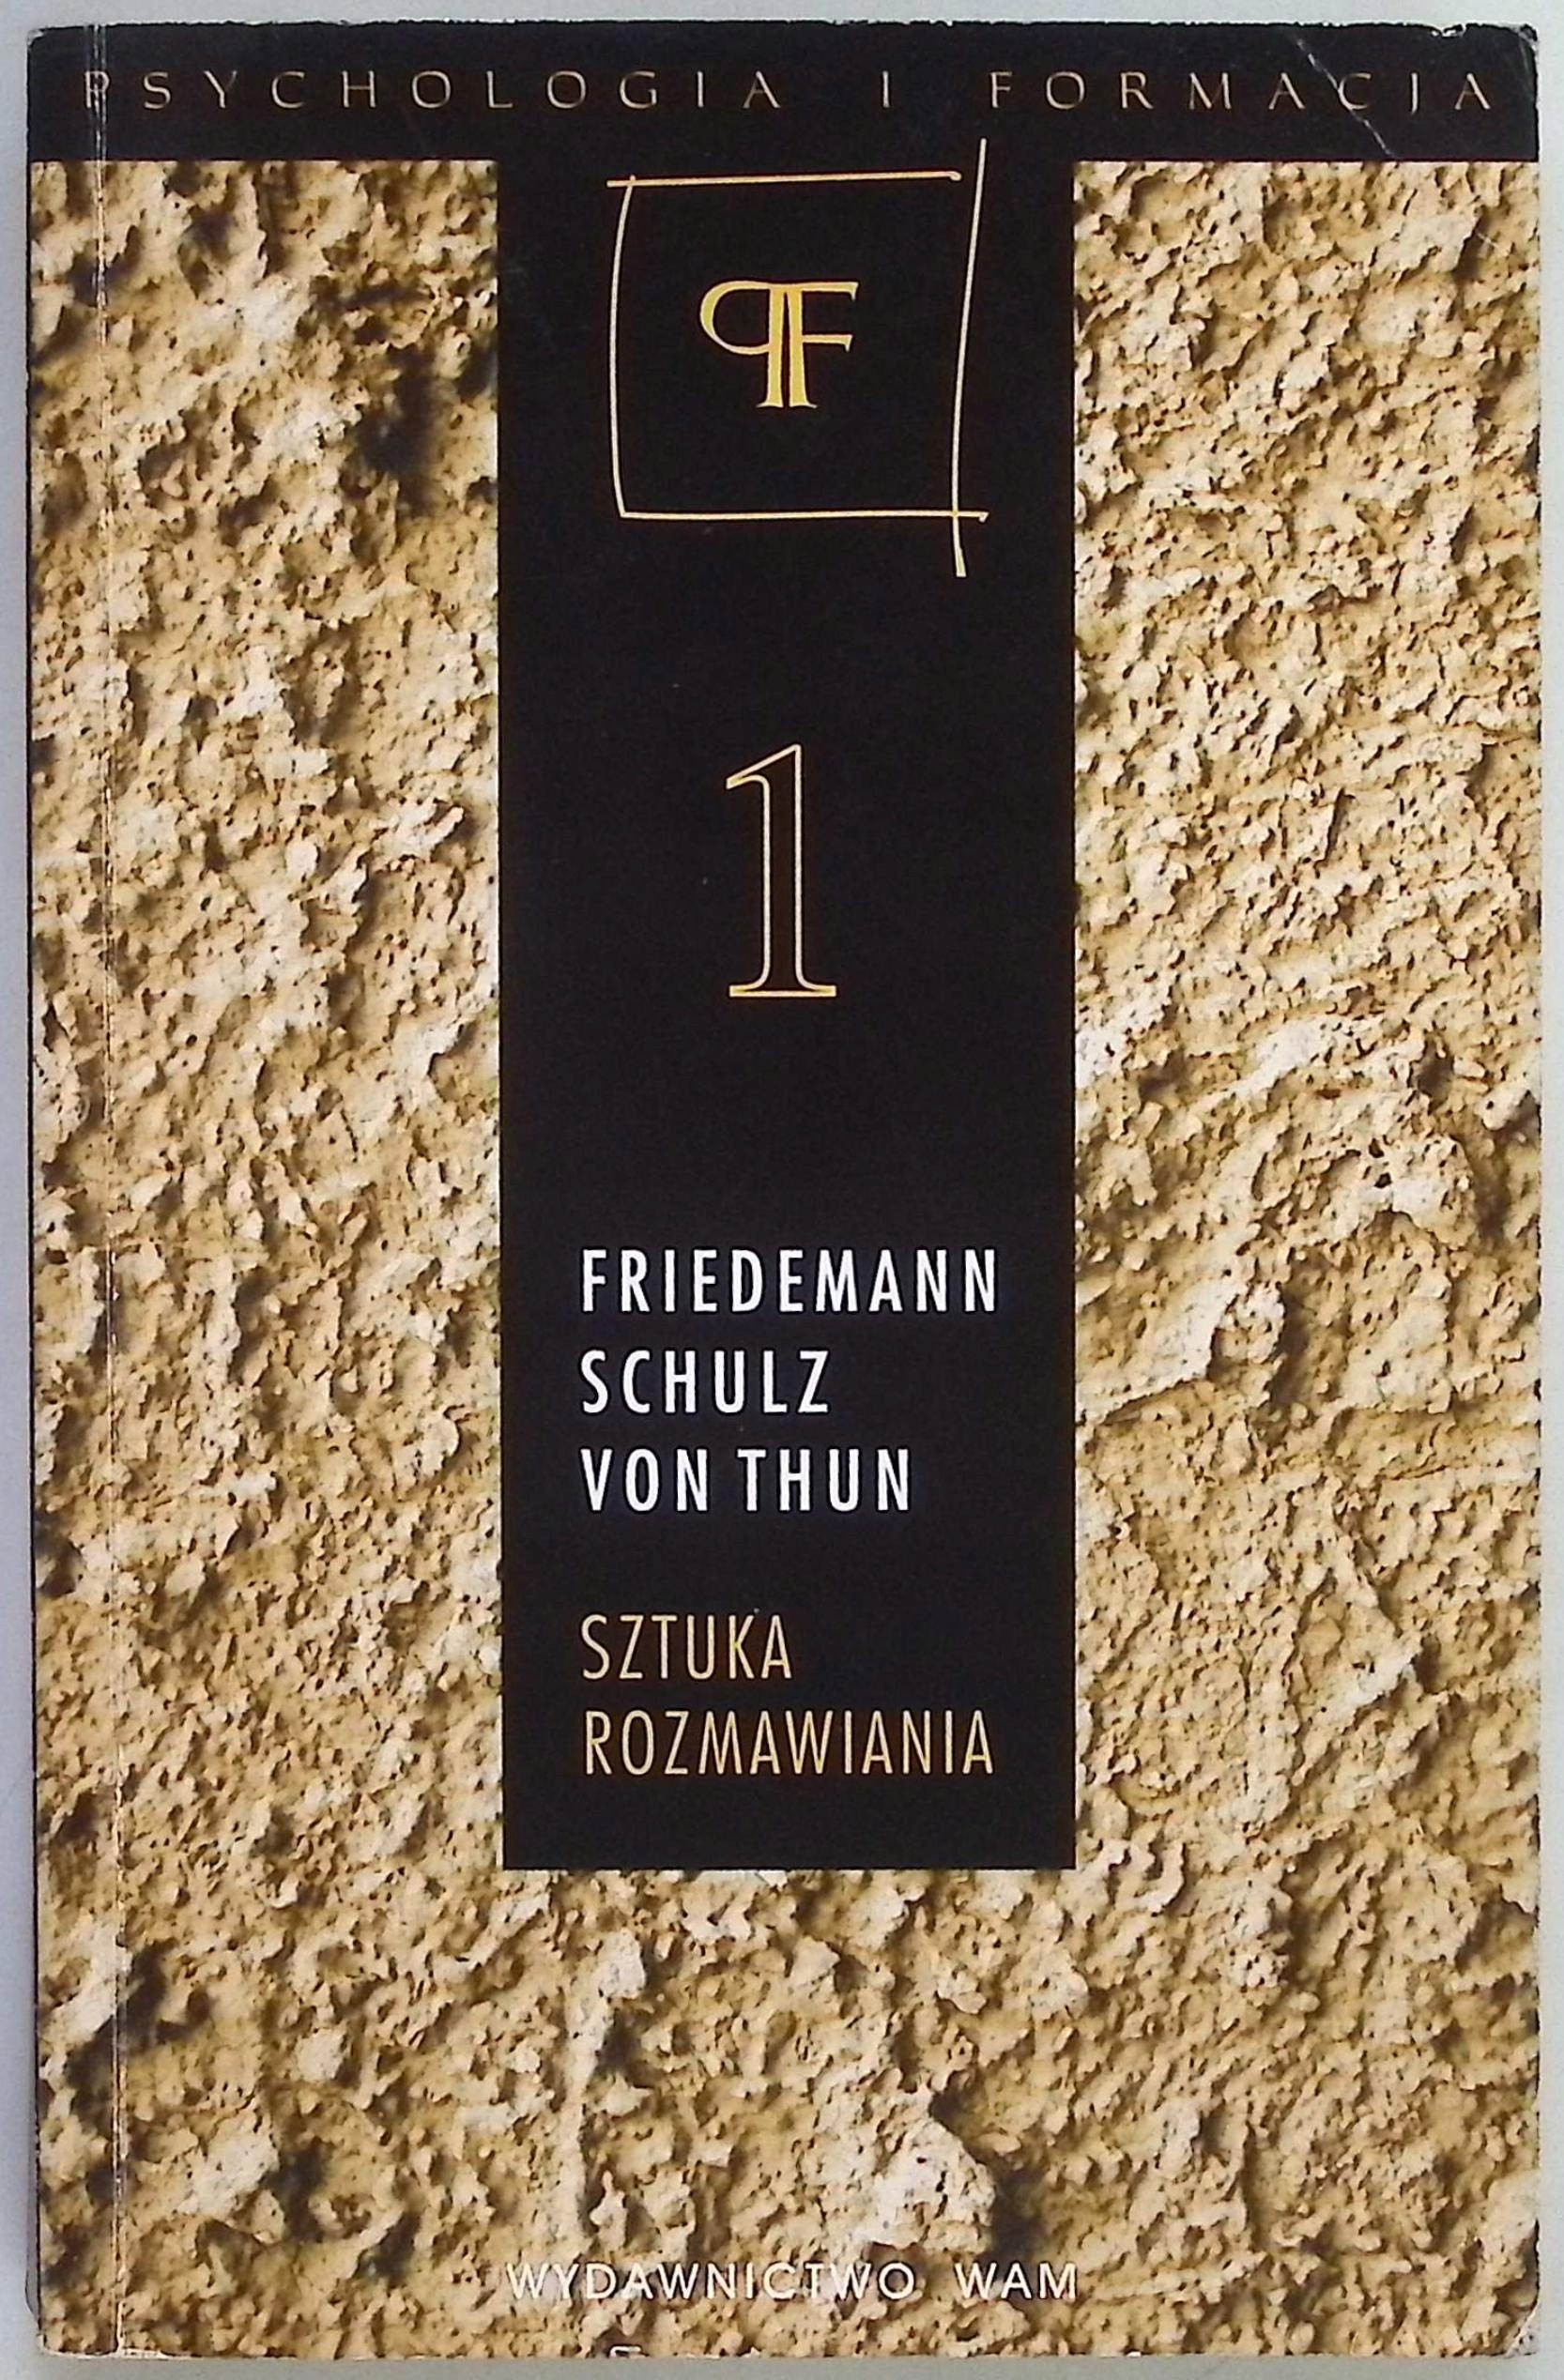 PSYCHOLOGIA I FORMACJA
PF
1
FRIEDEMANN
SCHULZ
VON THUN
SZTUKA
ROZMAWIANIA
WYDAWNICTWO WAM